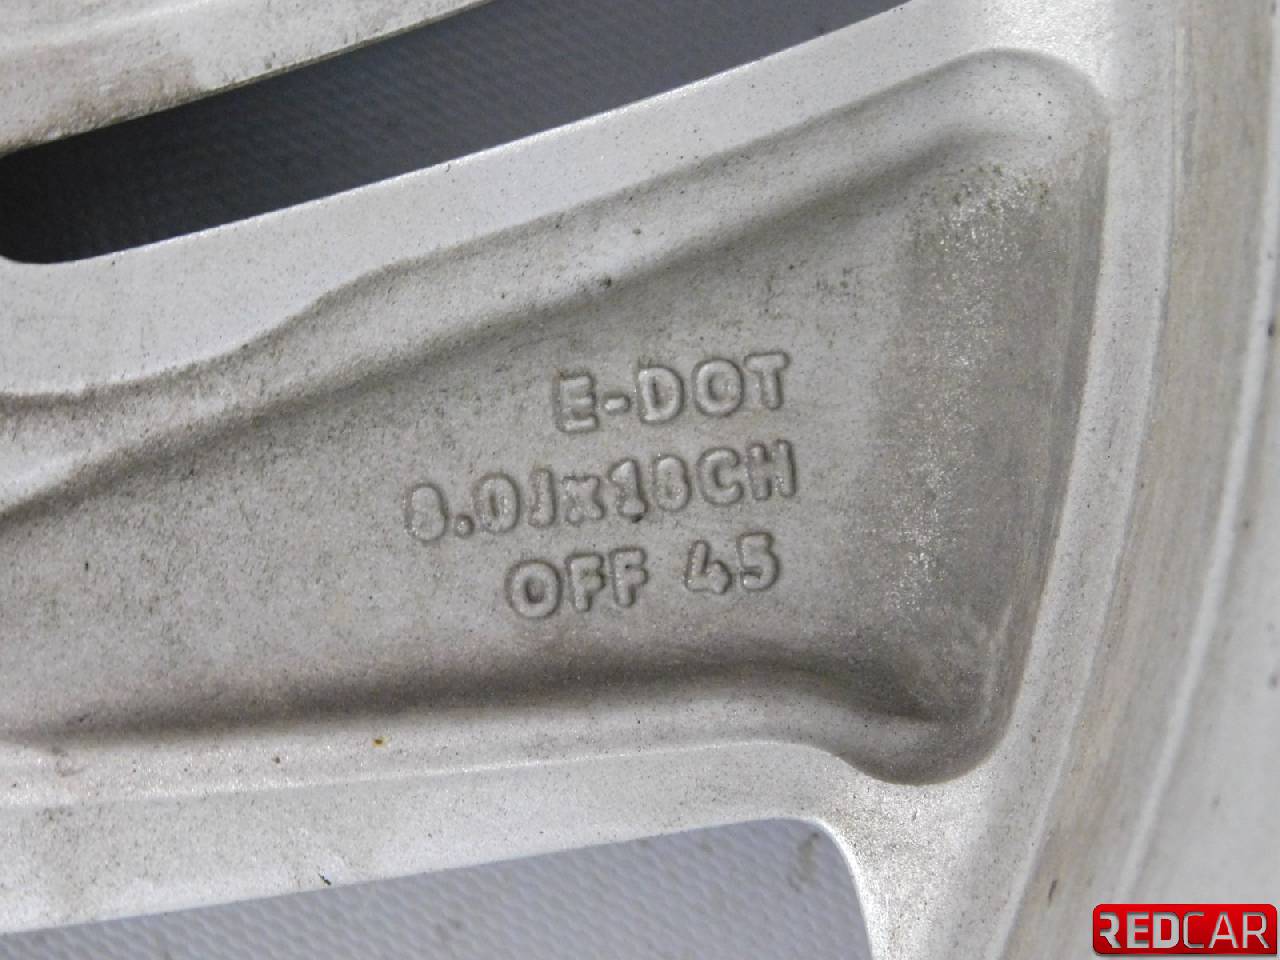 E-DOT
8.0Jx18CH
OFF 45
REDCAR